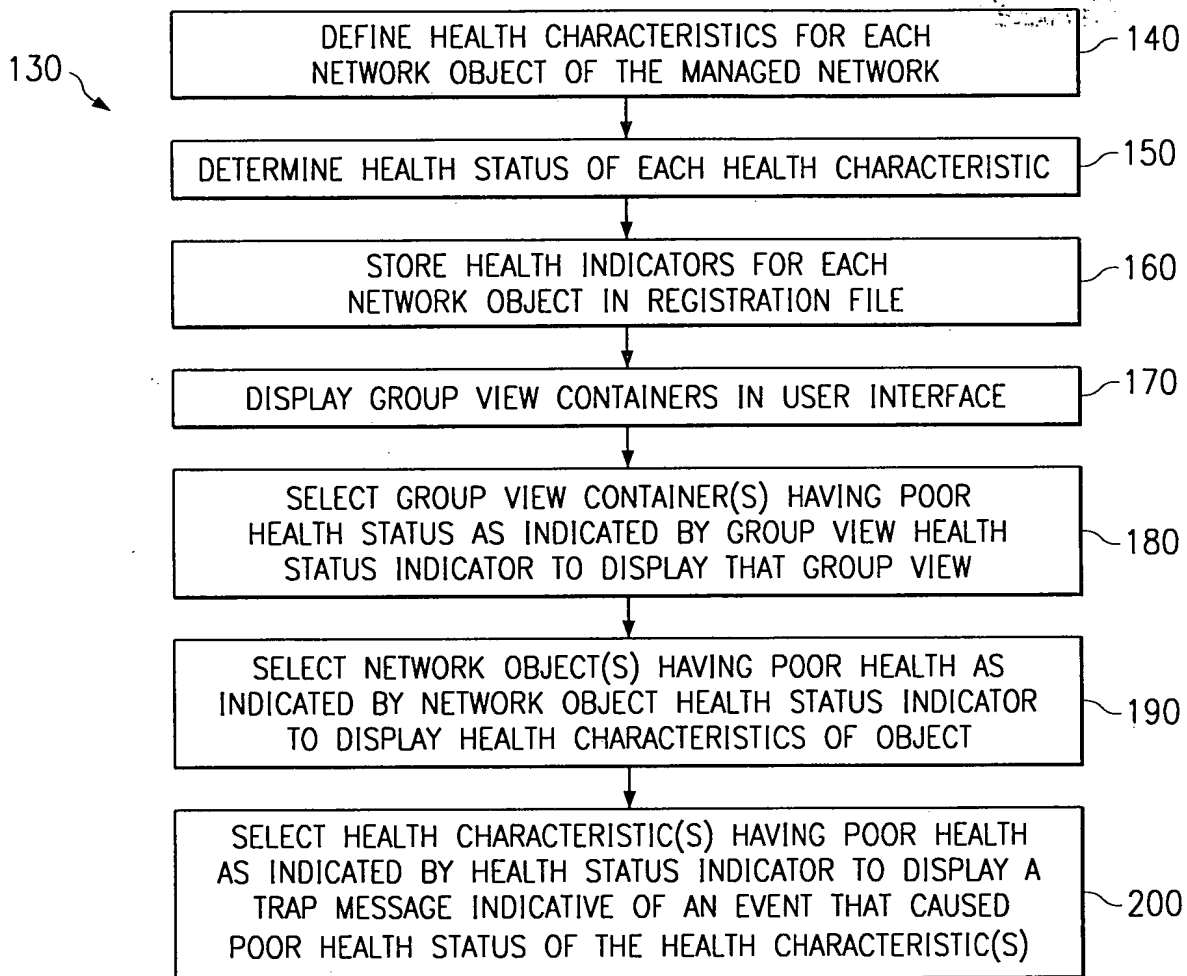 130
DEFINE HEALTH CHARACTERISTICS FOR EACH
NETWORK OBJECT OF THE MANAGED NETWORK
140
DETERMINE HEALTH STATUS OF EACH HEALTH CHARACTERISTIC
150
STORE HEALTH INDICATORS FOR EACH
NETWORK OBJECT IN REGISTRATION FILE
160
DISPLAY GROUP VIEW CONTAINERS IN USER INTERFACE
170
SELECT GROUP VIEW CONTAINER(S) HAVING POOR
HEALTH STATUS AS INDICATED BY GROUP VIEW HEALTH
STATUS INDICATOR TO DISPLAY THAT GROUP VIEW
180
SELECT NETWORK OBJECT(S) HAVING POOR HEALTH AS
INDICATED BY NETWORK OBJECT HEALTH STATUS INDICATOR
TO DISPLAY HEALTH CHARACTERISTICS OF OBJECT
190
SELECT HEALTH CHARACTERISTIC(S) HAVING POOR HEALTH
AS INDICATED BY HEALTH STATUS INDICATOR TO DISPLAY A
TRAP MESSAGE INDICATIVE OF AN EVENT THAT CAUSED
POOR HEALTH STATUS OF THE HEALTH CHARACTERISTIC(S)
200